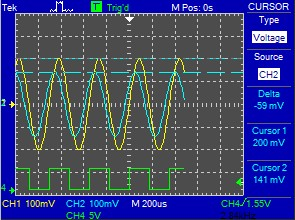 Tek Trig'd M Pos: 0s CURSOR
Type
Voltage
Source
CH2
Delta
-59 mV
Cursor 1
200 mV
Cursor 2
141 mV
CH1 100mV CH2 100mV M 200us CH4 1.55V
CH4 5V